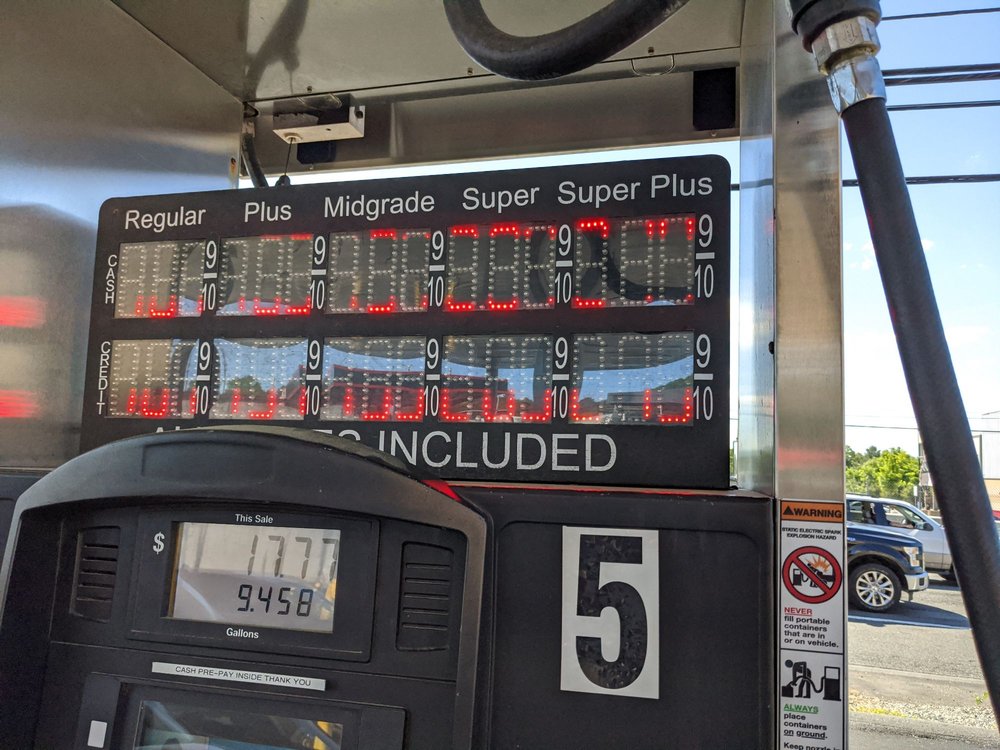 Regular Plus Midgrade Super Super Plus
CASH
9/10 9/10 9/10 9/10 9/10
CREDIT
9/10 9/10 9/10 9/10 9/10
INCLUDED
This Sale
$ 17.77
9.458
Gallons
CASH PRE-PAY INSIDE THANK YOU
5
WARNING
STATIC ELECTRIC SPARK
EXPLOSION HAZARD
NEVER
fill portable
containers
that are in
or on vehicle.
ALWAYS
place
containers
on ground.
Keep nozzle in